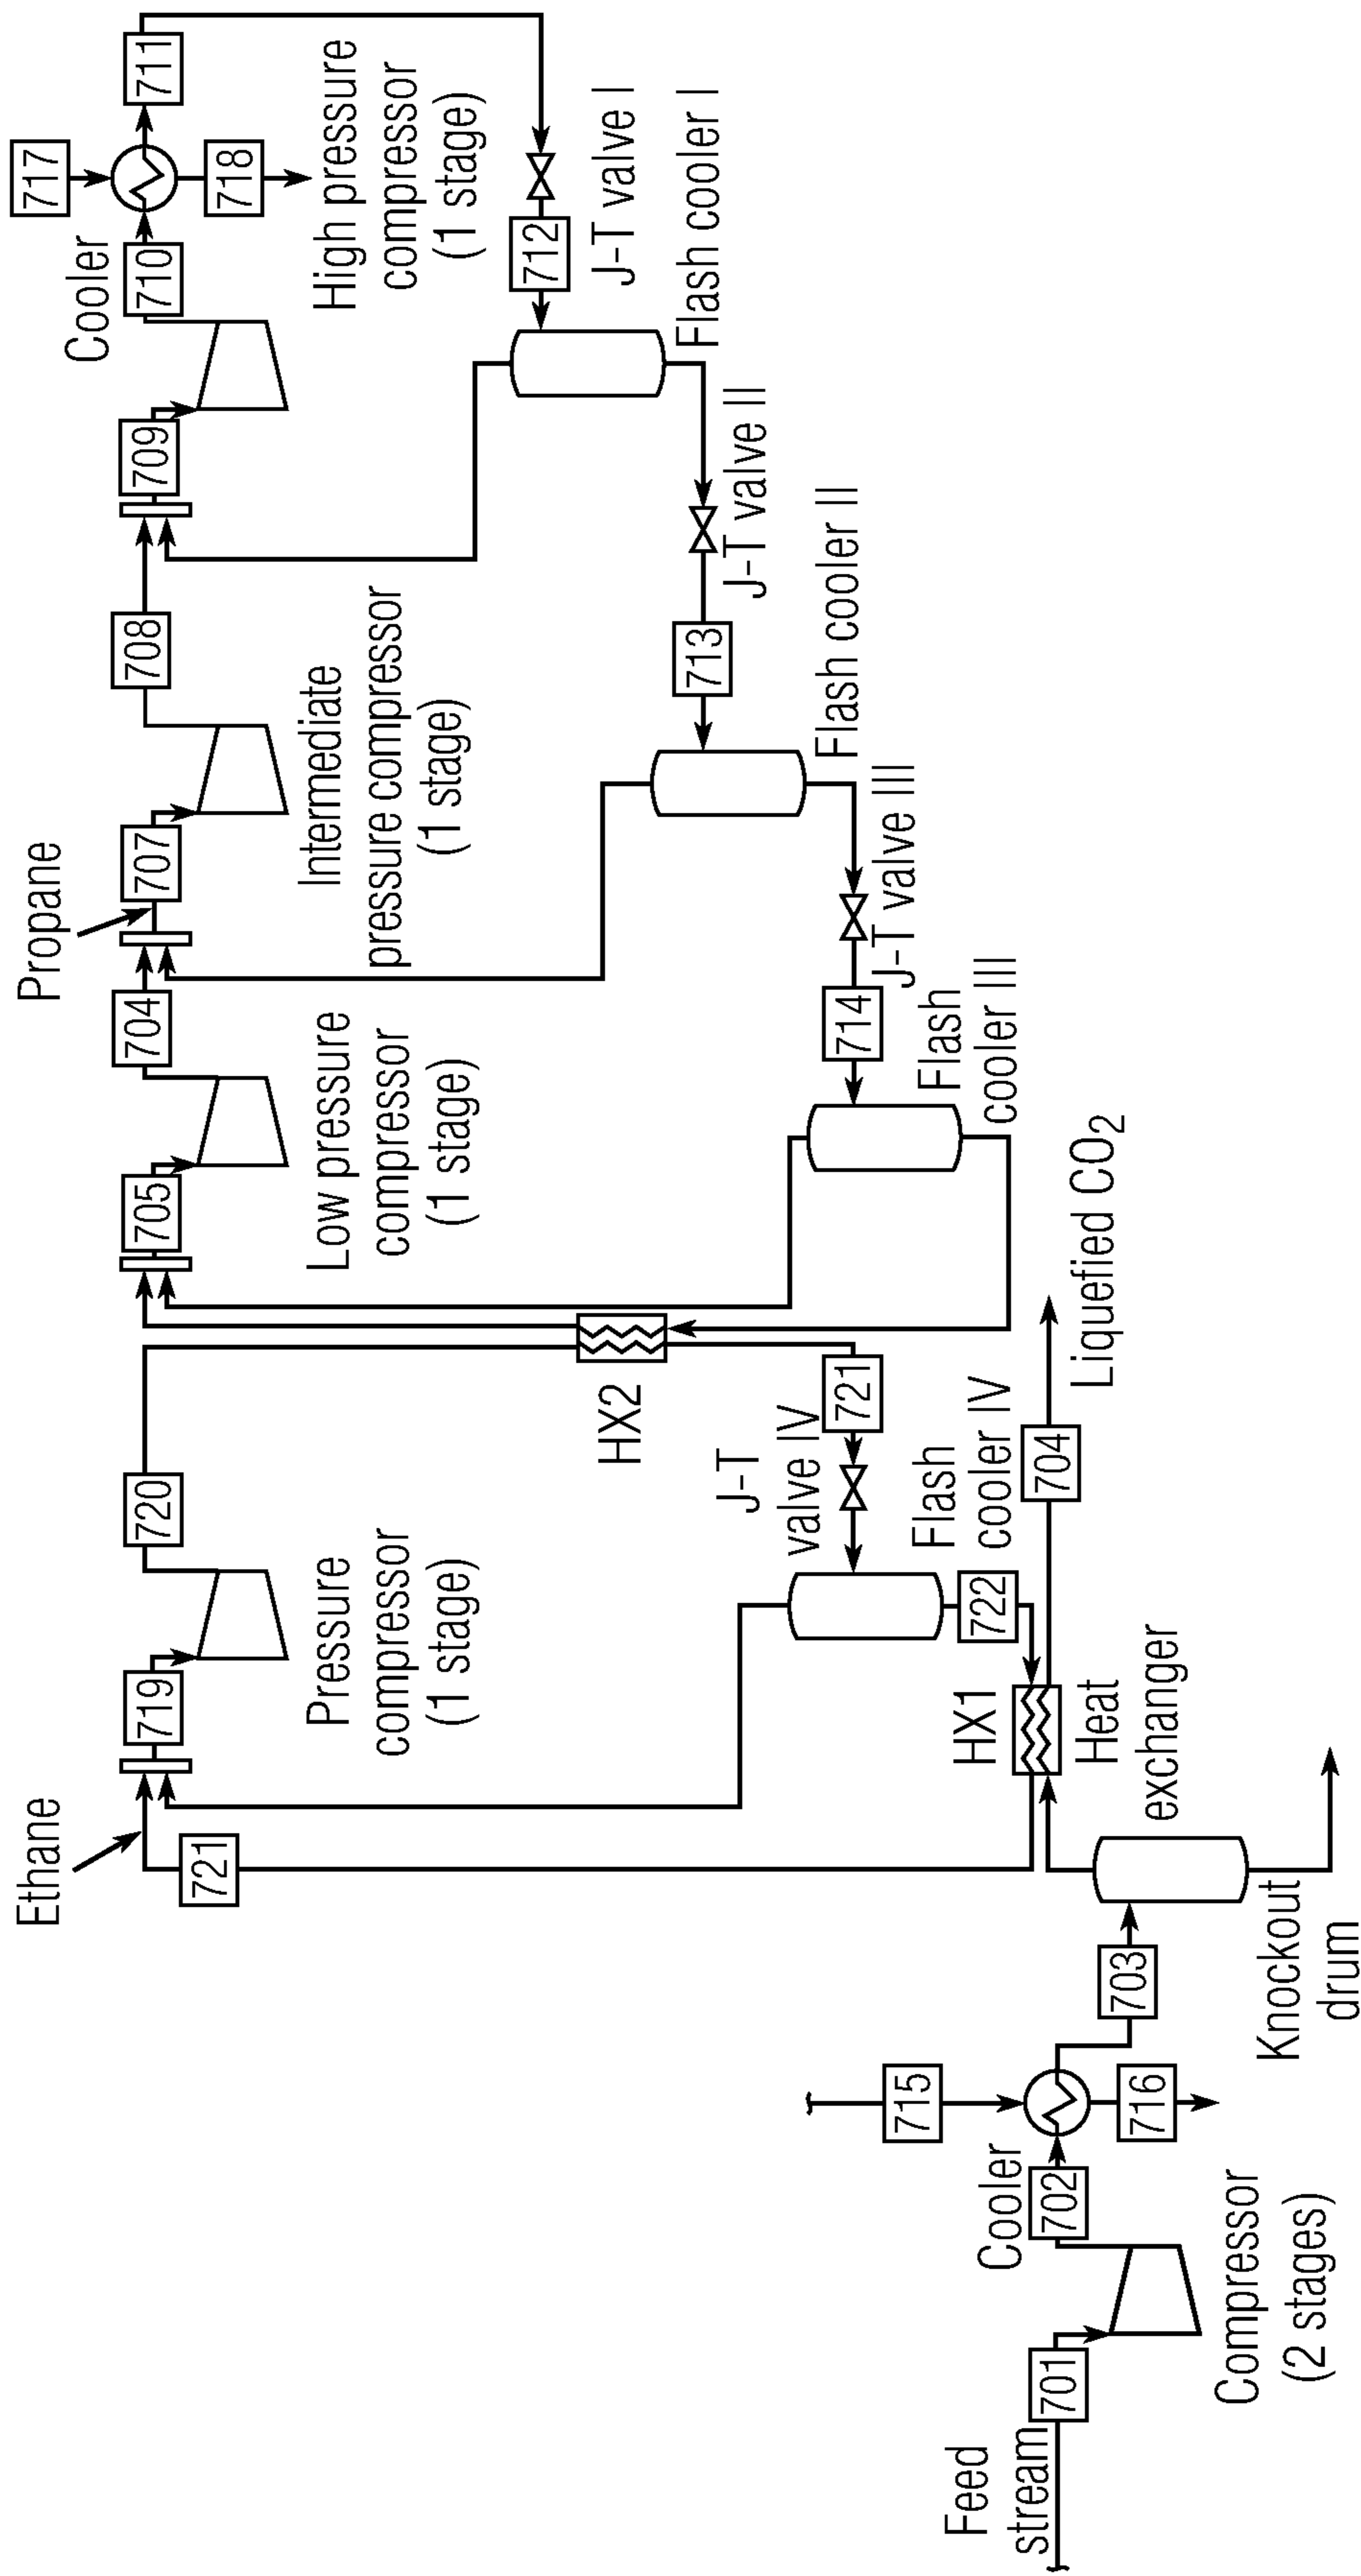 Ethane
Propane
Cooler
717
711
710
718
719
720
705
704
707
708
709
721
Pressure
compressor
(1 stage)
Low pressure
compressor
(1 stage)
Intermediate
pressure compressor
(1 stage)
High pressure
compressor
(1 stage)
712
J-T valve I
Flash cooler I
HX2
713
J-T valve II
Flash cooler II
J-T
valve IV
721
714
J-T valve III
Flash
cooler III
Flash
cooler IV
722
HX1
Heat
exchanger
704
Liquefied CO2
Feed
stream
701
702
Cooler
715
716
703
Compressor
(2 stages)
Knockout
drum